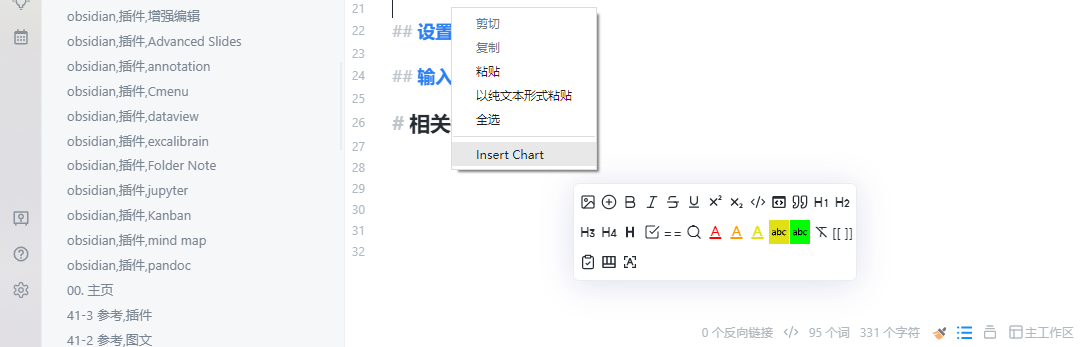 obsidian,插件,增强编辑
obsidian,插件,Advanced Slides
obsidian,插件,annotation
obsidian,插件,Cmenu
obsidian,插件,dataview
obsidian,插件,excalibrain
obsidian,插件,Folder Note
obsidian,插件,jupyter
obsidian,插件,Kanban
obsidian,插件,mind map
obsidian,插件,pandoc
00. 主页
41-3 参考,插件
41-2 参考,图文
21
22 ## 设置
23
24 ## 输入
25
26 # 相关
27
28
29
30
31
32
剪切
复制
粘贴
以纯文本形式粘贴
全选
Insert Chart
B I S U X² X₂ </> H1 H2
H3 H4 H == A A A abc abc [[ ]]
A
0 个反向链接 </> 95 个词 331 个字符 主工作区